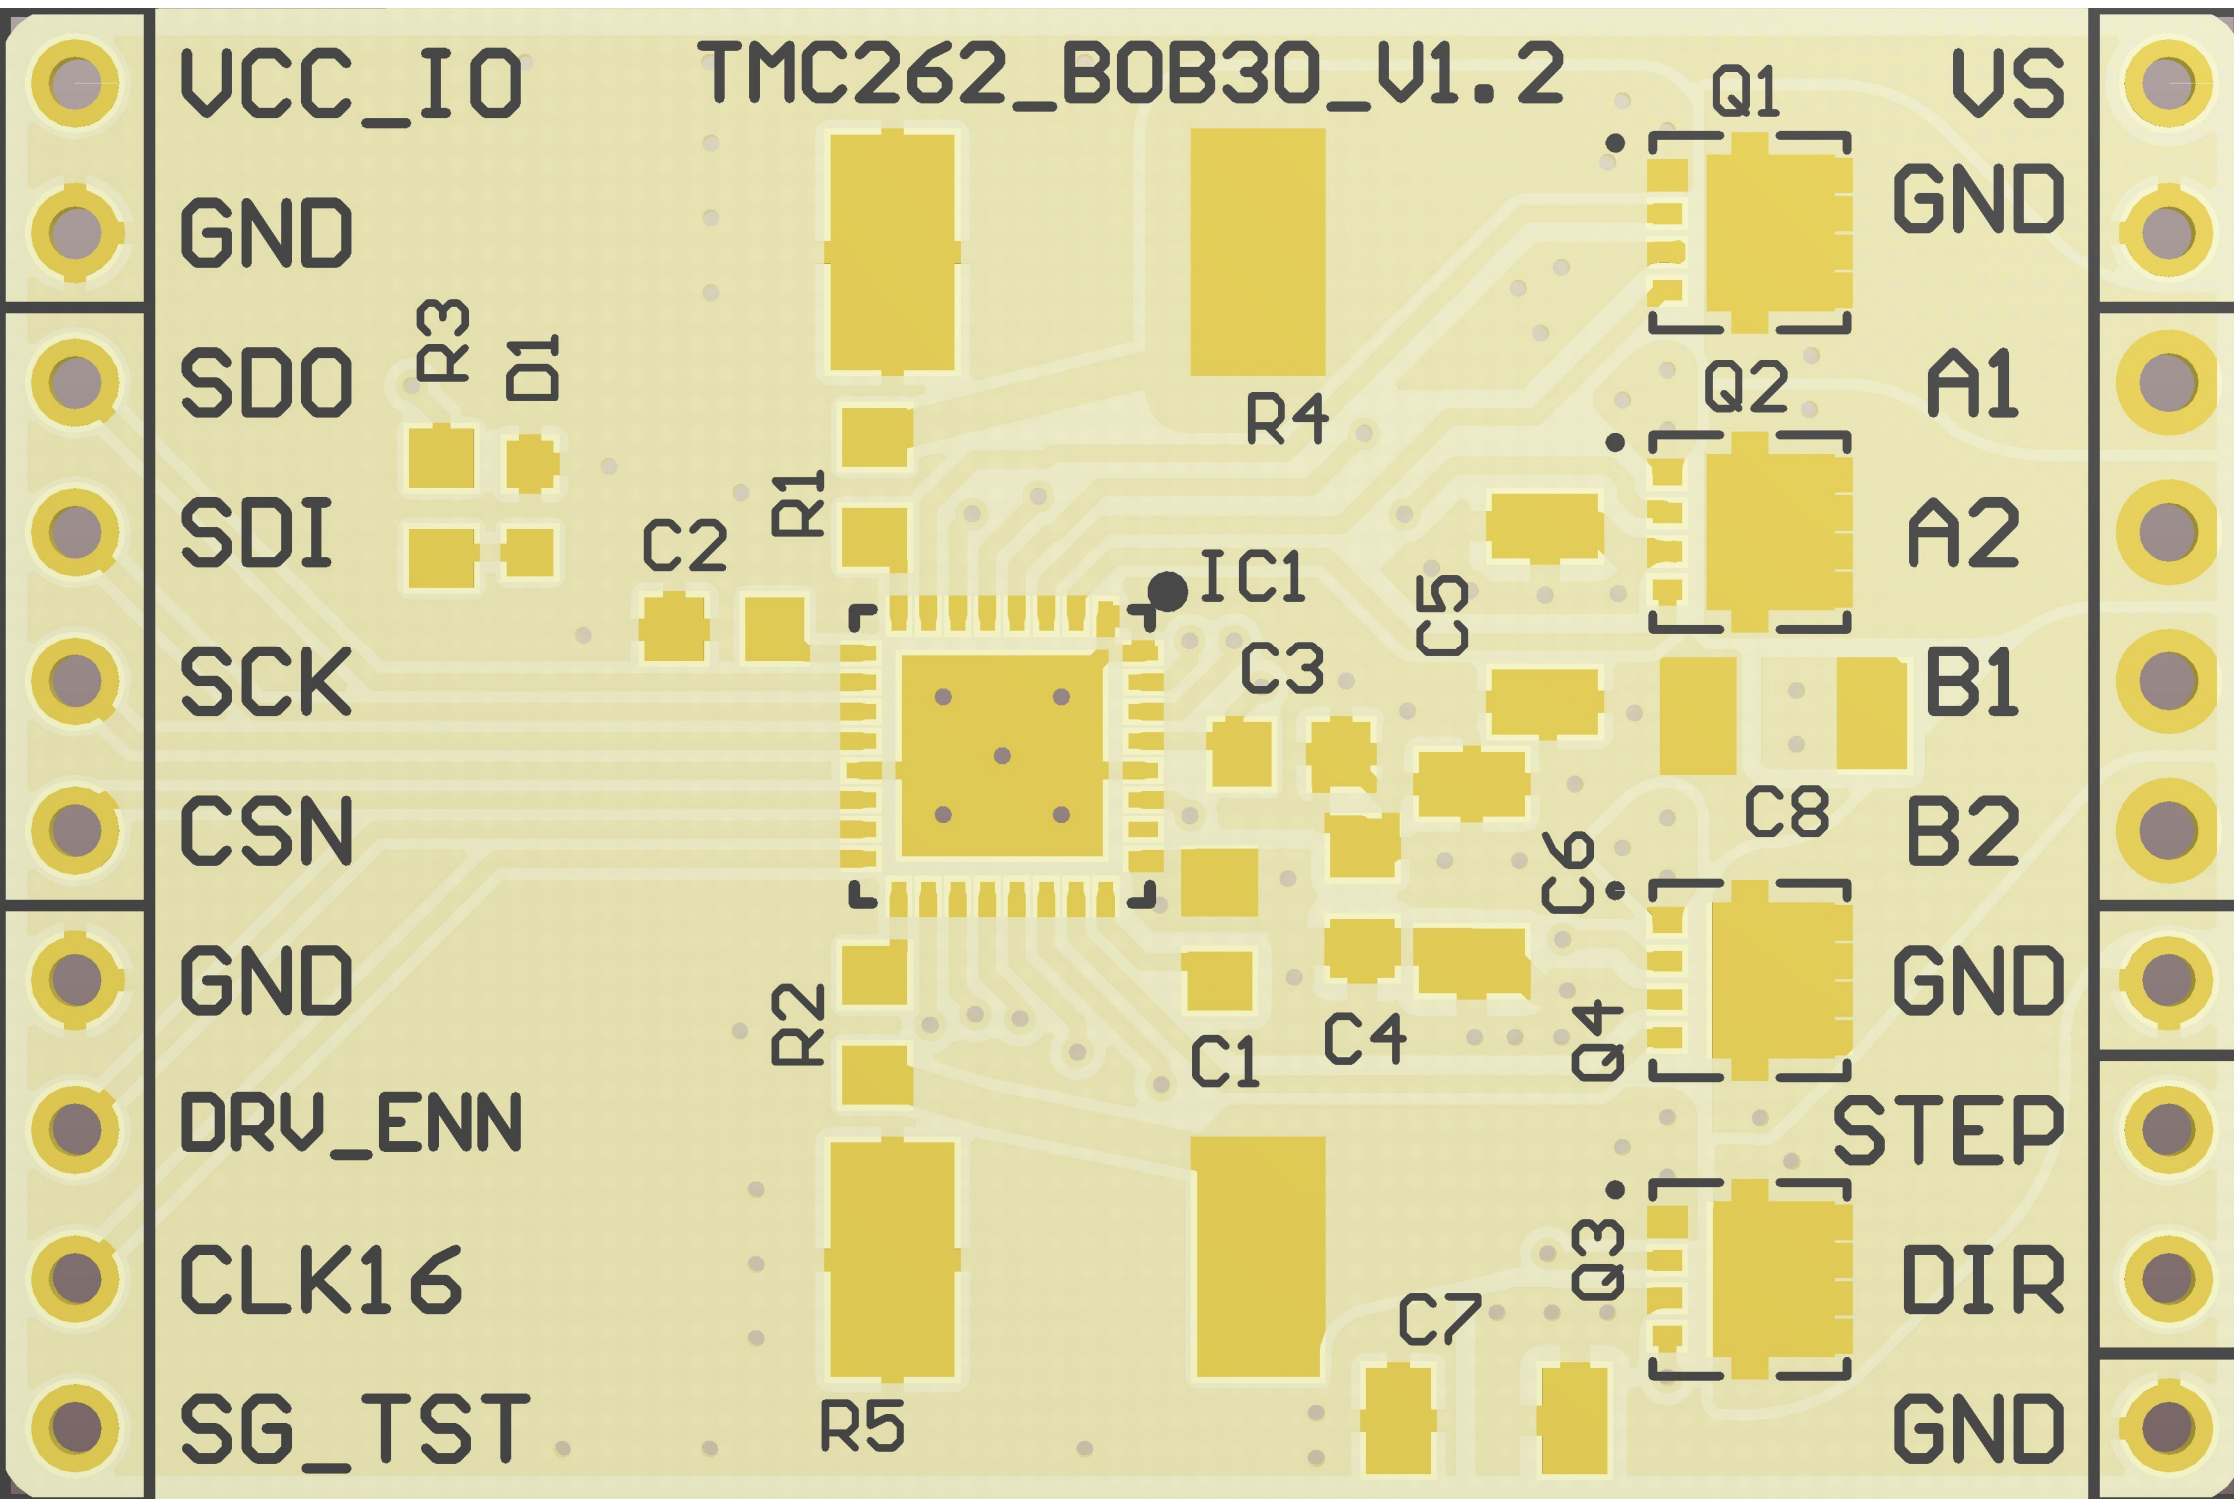 TMC262_BOB30_V1.2
VCC_IO
GND
SDO
SDI
SCK
CSN
GND
DRV_ENN
CLK16
SG_TST
R3
D1
C2
R1
R4
IC1
C3
C5
Q1
Q2
C8
C6
Q4
R2
C1
C4
Q3
C7
R5
VS
GND
A1
A2
B1
B2
GND
STEP
DIR
GND